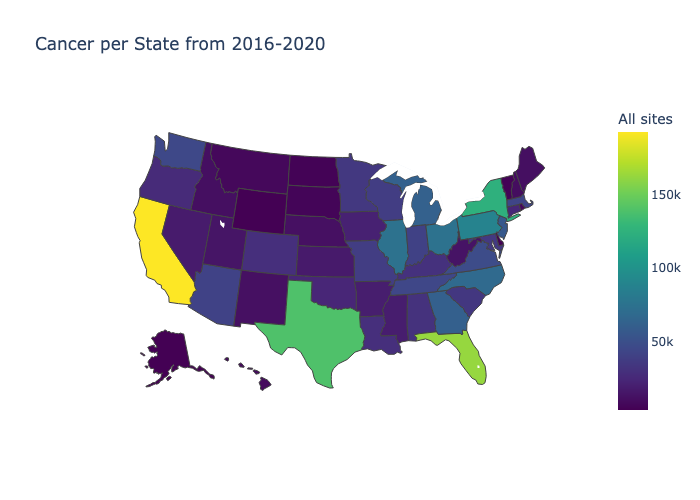 Cancer per State from 2016-2020
All sites
150k
100k
50k